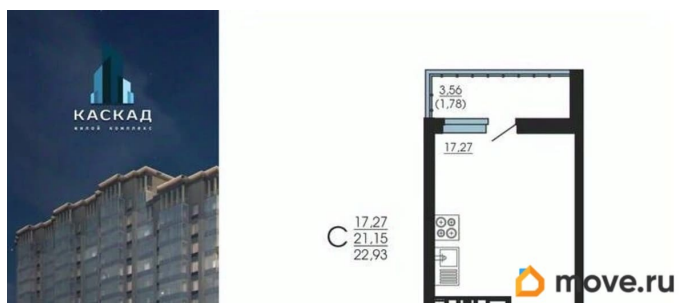 КАСКАД
жилой комплекс
3,56
(1,78)
17,27
С
17,27
21,15
22,93
move.ru